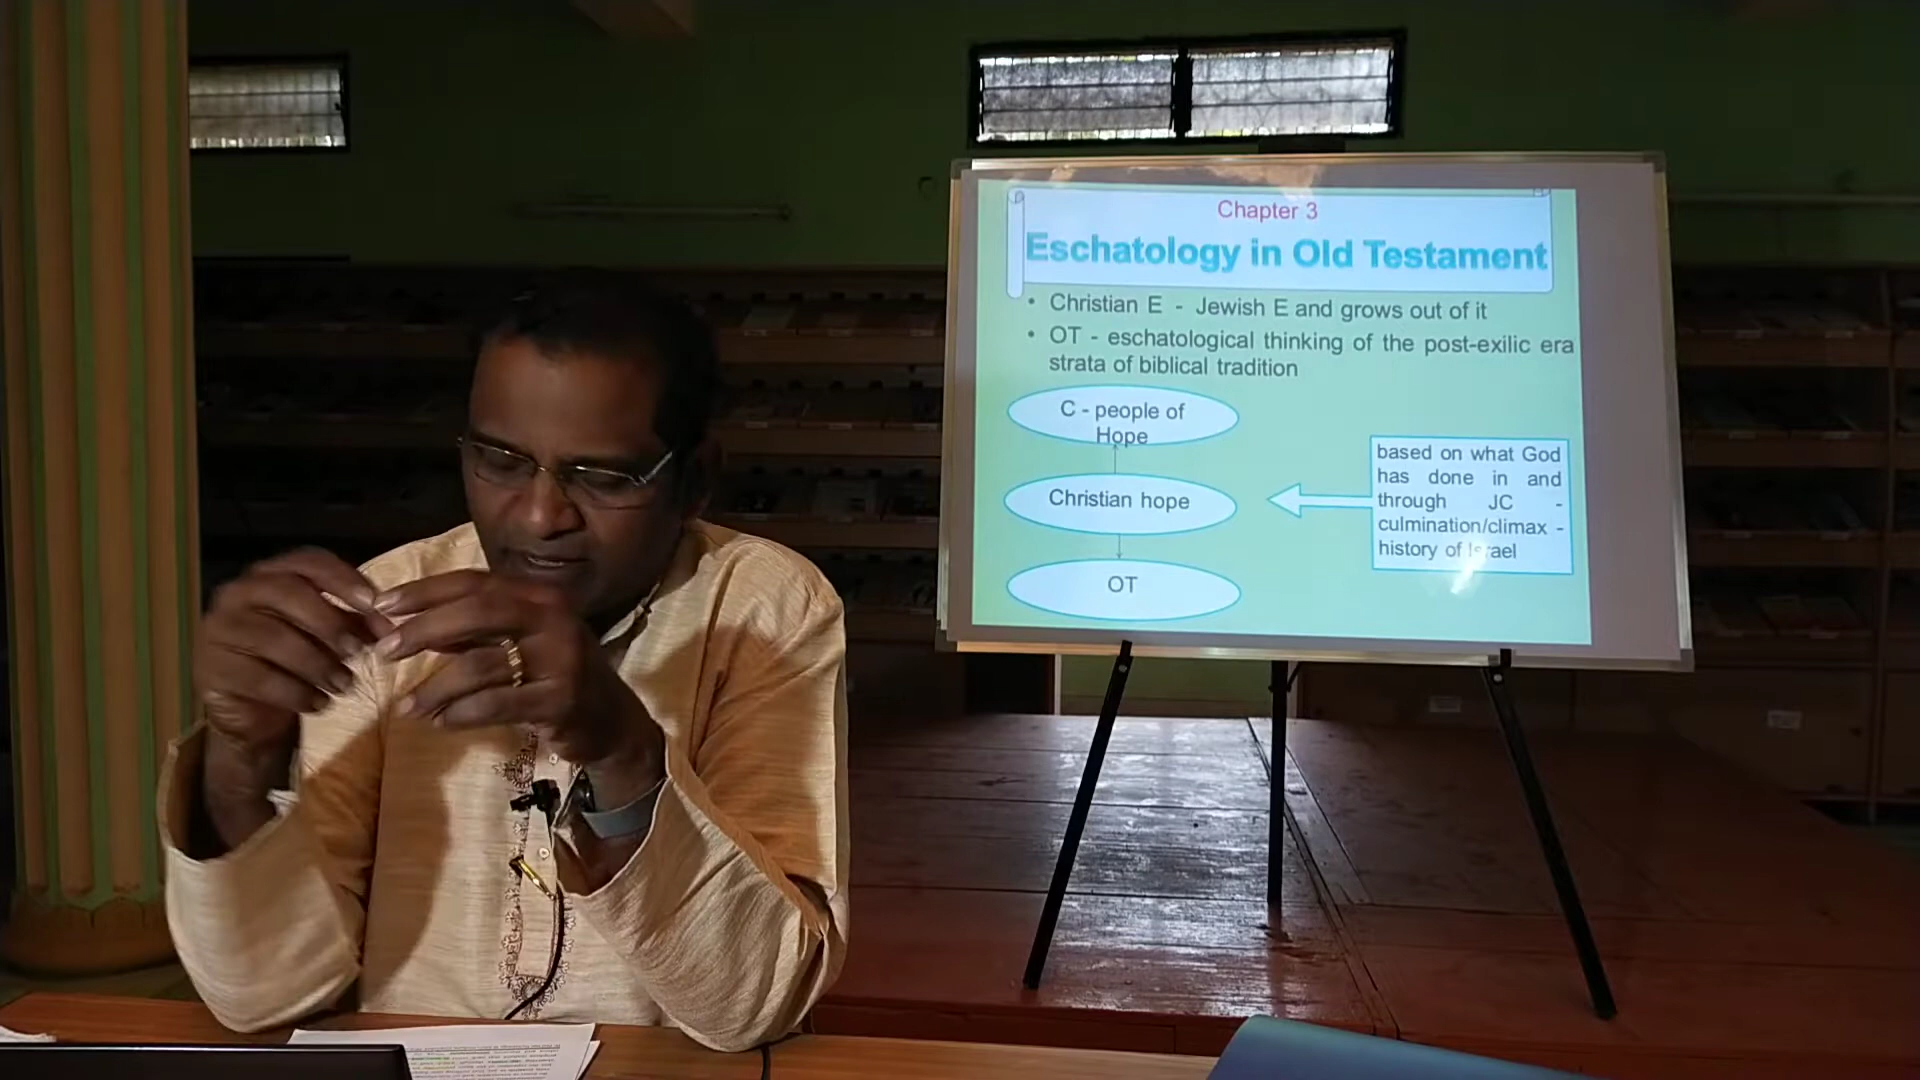 Chapter 3
Eschatology in Old Testament
• Christian E - Jewish E and grows out of it
• OT - eschatological thinking of the post-exilic era
strata of biblical tradition
C - people of
Hope
Christian hope
OT
based on what God
has done in and
through JC -
culmination/climax -
history of Israel